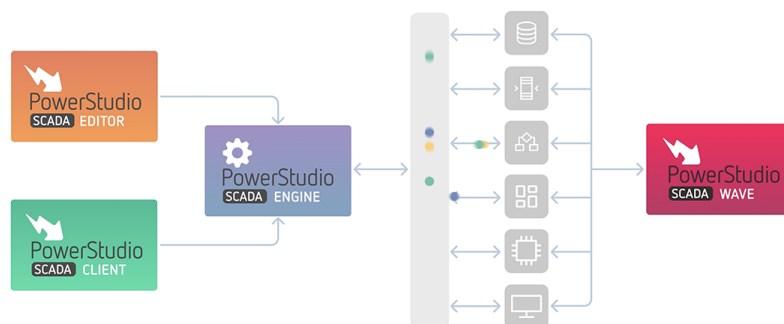 PowerStudio
SCADA EDITOR
PowerStudio
SCADA ENGINE
PowerStudio
SCADA CLIENT
PowerStudio
SCADA WAVE